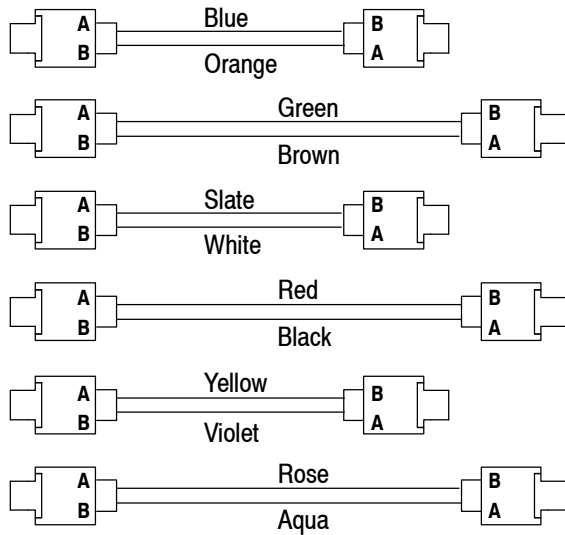 A Blue B
B Orange A
A Green B
B Brown A
A Slate B
B White A
A Red B
B Black A
A Yellow B
B Violet A
A Rose B
B Aqua A